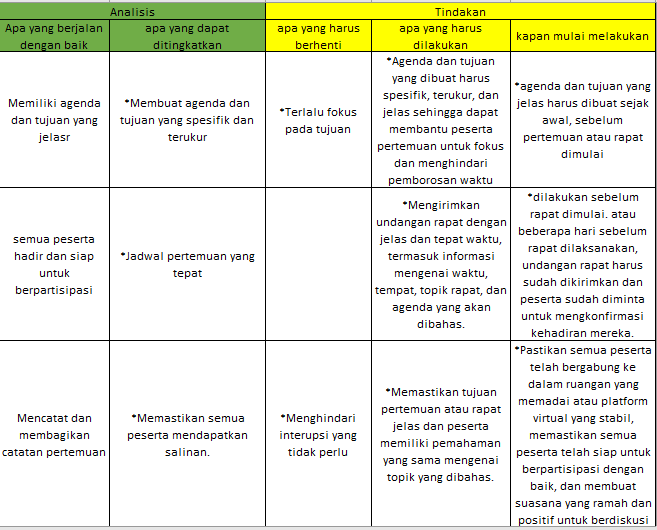 Analisis
Tindakan
Apa yang berjalan
dengan baik
apa yang dapat
ditingkatkan
apa yang harus
berhenti
apa yang harus
dilakukan
kapan mulai melakukan
Memiliki agenda
dan tujuan yang
jelasr
*Membuat agenda dan
tujuan yang spesifik dan
terukur
*Terlalu fokus
pada tujuan
*Agenda dan tujuan
yang dibuat harus
spesifik, terukur, dan
jelas sehingga dapat
membantu peserta
pertemuan untuk fokus
dan menghindari
pemborosan waktu
*agenda dan tujuan yang
jelas harus dibuat sejak
awal, sebelum
pertemuan atau rapat
dimulai
semua peserta
hadir dan siap
untuk
berpartisipasi
*Jadwal pertemuan yang
tepat
*Mengirimkan
undangan rapat dengan
jelas dan tepat waktu,
termasuk informasi
mengenai waktu,
tempat, topik rapat, dan
agenda yang akan
dibahas.
*dilakukan sebelum
rapat dimulai. atau
beberapa hari sebelum
rapat dilaksanakan,
undangan rapat harus
sudah dikirimkan dan
peserta sudah diminta
untuk mengkonfirmasi
kehadiran mereka.
Mencatat dan
membagikan
catatan pertemuan
*Memastikan semua
peserta mendapatkan
salinan.
*Menghindari
interupsi yang
tidak perlu
*Memastikan tujuan
pertemuan atau rapat
jelas dan peserta
memiliki pemahaman
yang sama mengenai
topik yang dibahas.
*Pastikan semua peserta
telah bergabung ke
dalam ruangan yang
memadai atau platform
virtual yang stabil,
memastikan semua
peserta telah siap untuk
berpartisipasi dengan
baik, dan membuat
suasana yang ramah dan
positif untuk berdiskusi